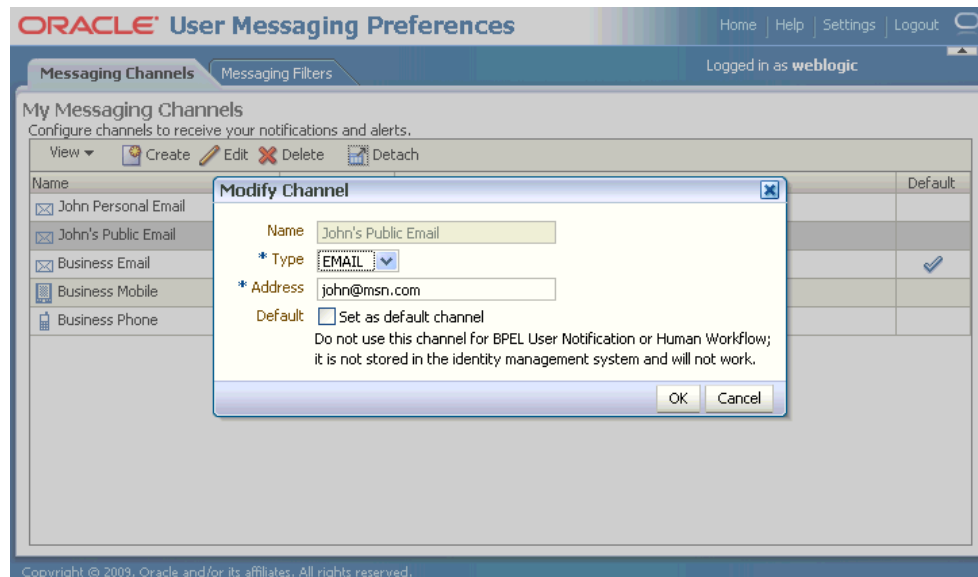 ORACLE User Messaging Preferences
Home | Help | Settings | Logout
Messaging Channels
Messaging Filters
Logged in as weblogic
My Messaging Channels
Configure channels to receive your notifications and alerts.
View Create Edit Delete Detach
Name
Default
John Personal Email
John's Public Email
Business Email
Business Mobile
Business Phone
Modify Channel
Name John's Public Email
* Type EMAIL
* Address john@msn.com
Default Set as default channel
Do not use this channel for BPEL User Notification or Human Workflow;
it is not stored in the identity management system and will not work.
OK Cancel
Copyright © 2009, Oracle and/or its affiliates. All rights reserved.